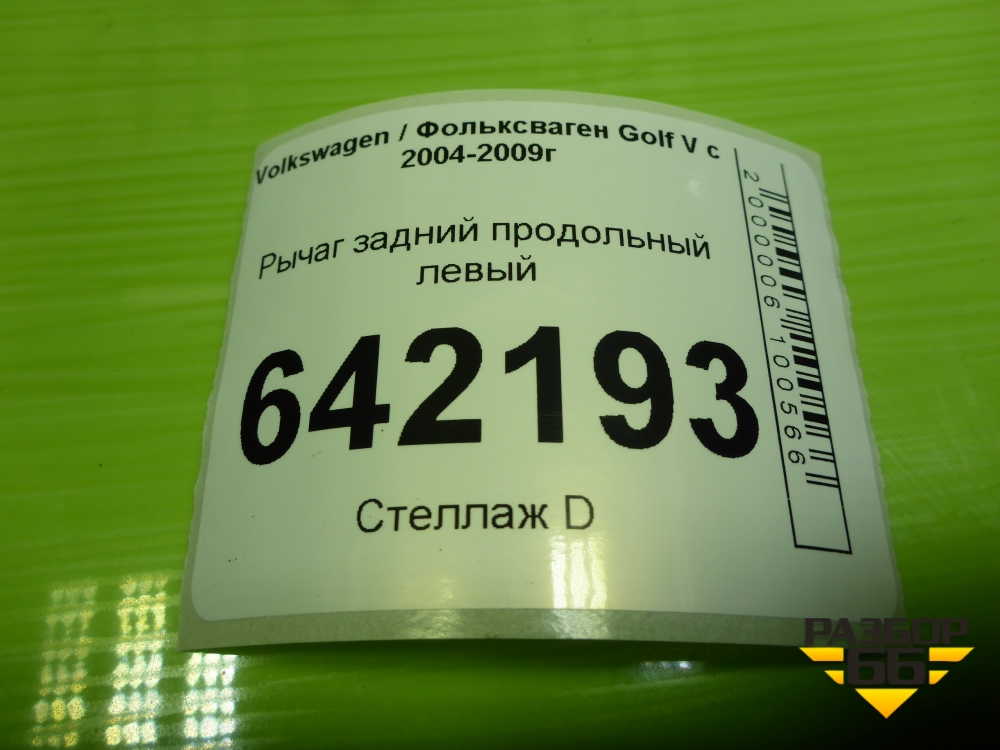 Volkswagen / Фольксваген Golf V с
2004-2009г
Рычаг задний продольный
левый
642193
Стеллаж D
2000006100566
РАЗБОР
66